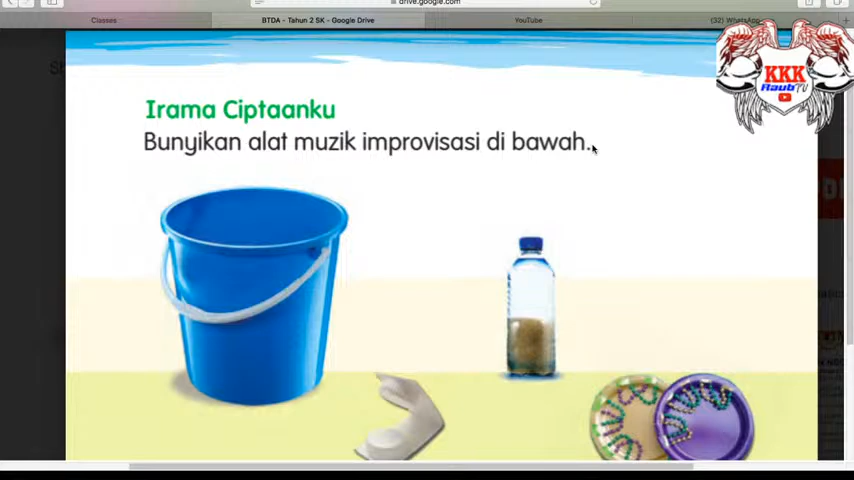 drive.google.com
Classes
BTDA - Tahun 2 SK - Google Drive
YouTube
(32) WhatsApp
KKK
RaubTV
Irama Ciptaanku
Bunyikan alat muzik improvisasi di bawah.